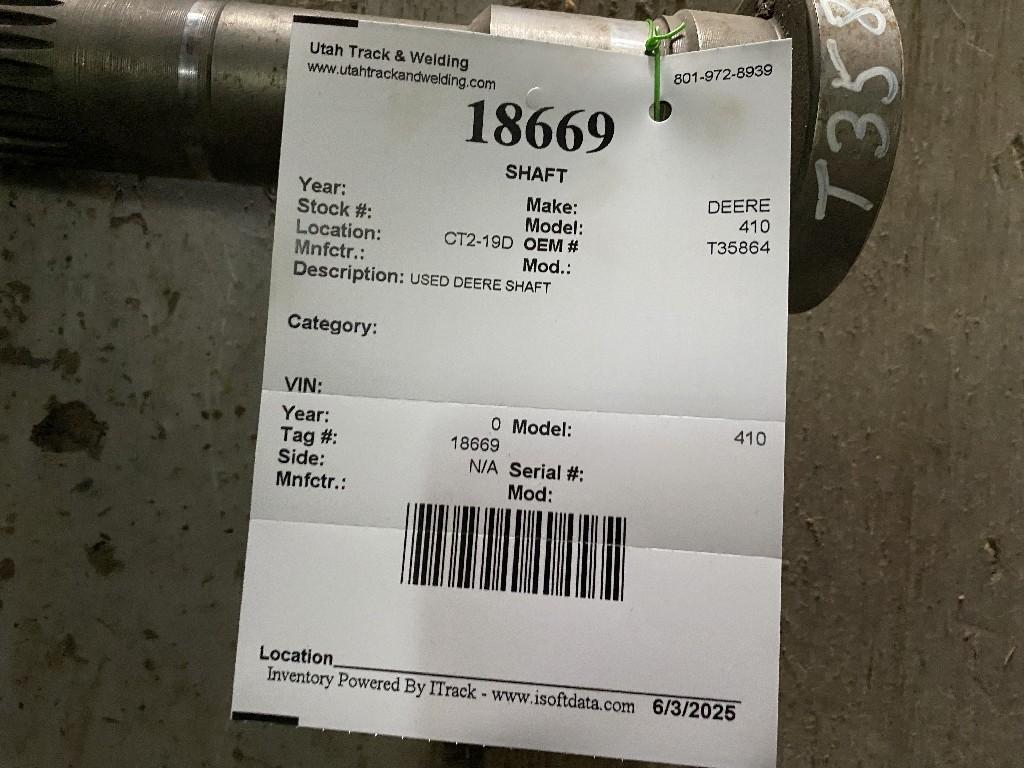 Utah Track & Welding
www.utahtrackandwelding.com
801-972-8939
18669
SHAFT
Year:
Make: DEERE
Stock #:
Model: 410
Location: CT2-19D
OEM # T35864
Mnfctr.:
Mod.:
Description: USED DEERE SHAFT
Category:
VIN:
Year: 0
Model: 410
Tag #: 18669
Side: N/A
Serial #:
Mnfctr.:
Mod:
Location
Inventory Powered By ITrack - www.isoftdata.com 6/3/2025
T358